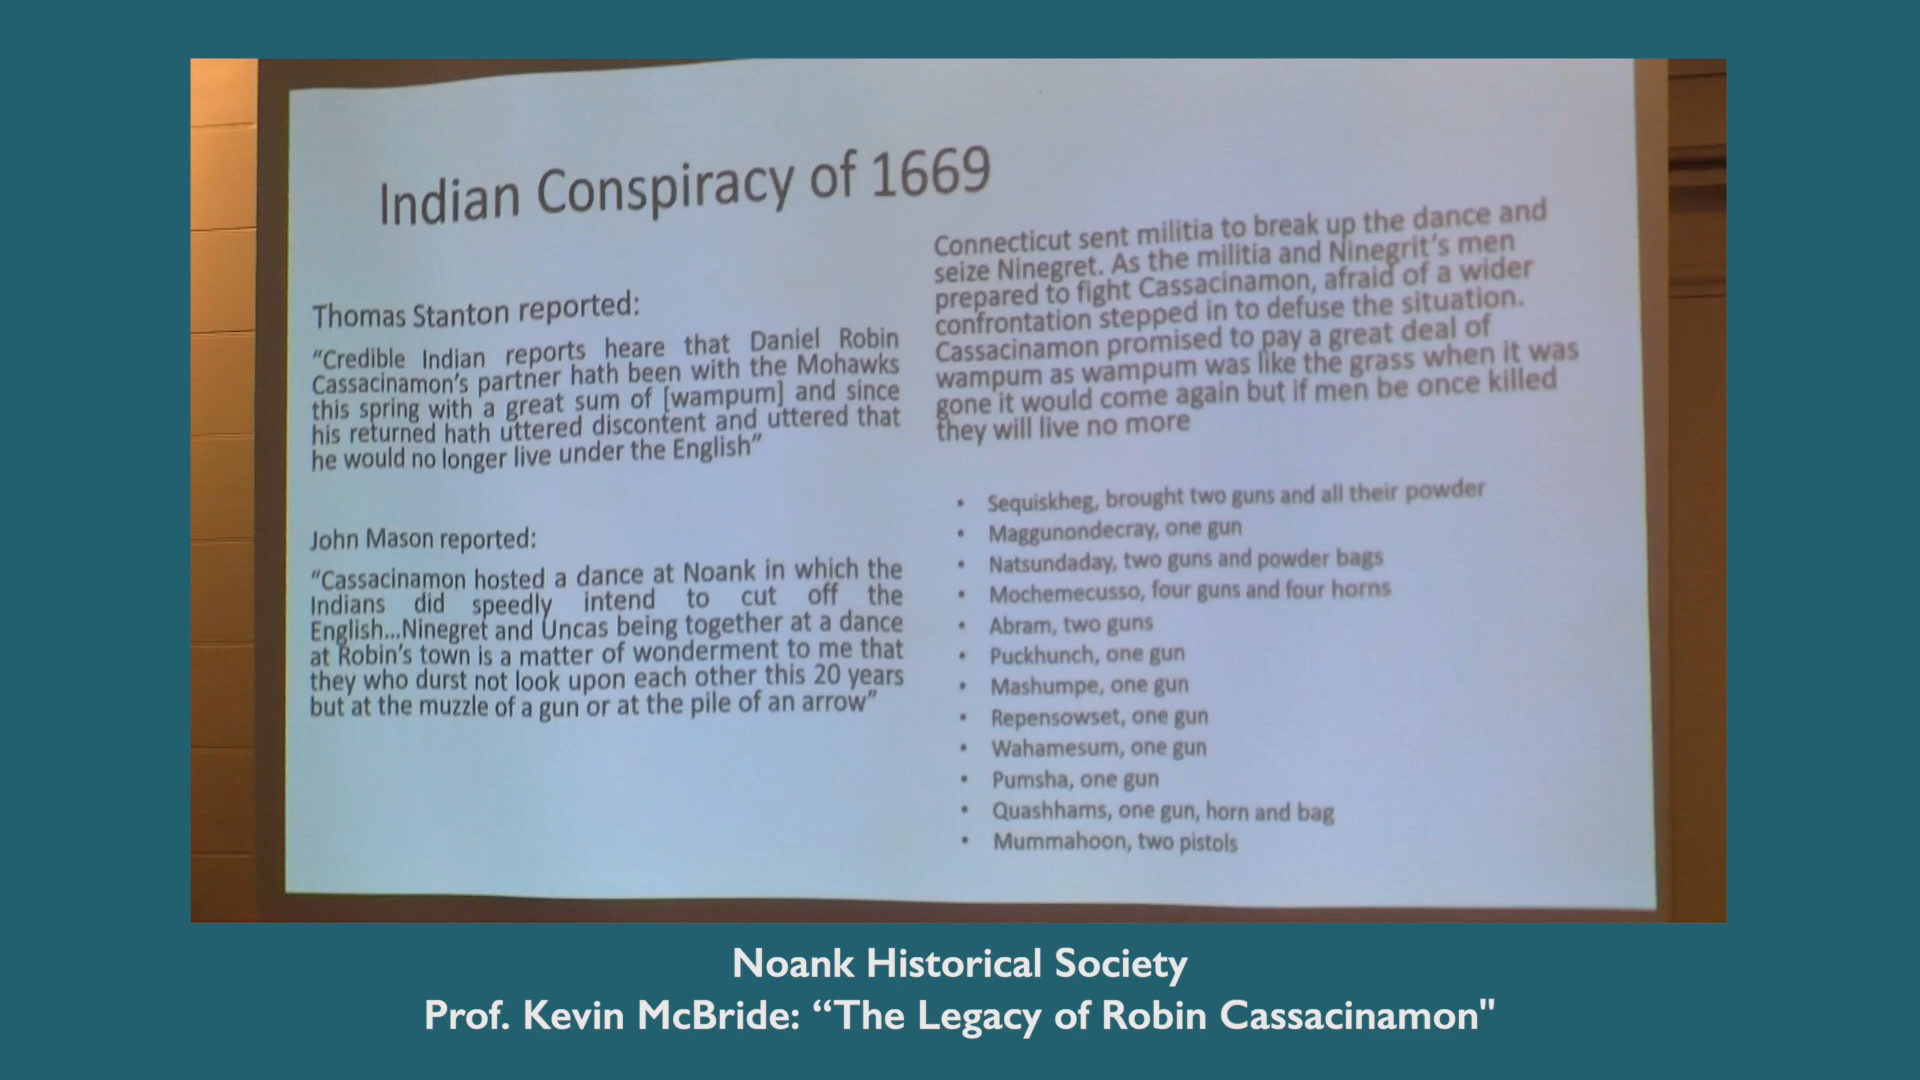 Indian Conspiracy of 1669
Thomas Stanton reported:
“Credible Indian reports heare that Daniel Robin
Cassacinamon’s partner hath been with the Mohawks
this spring with a great sum of [wampum] and since
his returned hath uttered discontent and uttered that
he would no longer live under the English”
John Mason reported:
“Cassacinamon hosted a dance at Noank in which the
Indians did speedly intend to cut off the
English...Ninegret and Uncas being together at a dance
at Robin’s town is a matter of wonderment to me that
they who durst not look upon each other this 20 years
but at the muzzle of a gun or at the pile of an arrow”
Connecticut sent militia to break up the dance and
seize Ninegret. As the militia and Ninegrit’s men
prepared to fight Cassacinamon, afraid of a wider
confrontation stepped in to defuse the situation.
Cassacinamon promised to pay a great deal of
wampum as wampum was like the grass when it was
gone it would come again but if men be once killed
they will live no more
• Sequiskheg, brought two guns and all their powder
• Maggunondecray, one gun
• Natsundaday, two guns and powder bags
• Mochemecusso, four guns and four horns
• Abram, two guns
• Puckhunch, one gun
• Mashumpe, one gun
• Repensowset, one gun
• Wahamesum, one gun
• Pumsha, one gun
• Quashhams, one gun, horn and bag
• Mummahoon, two pistols
Noank Historical Society
Prof. Kevin McBride: “The Legacy of Robin Cassacinamon"